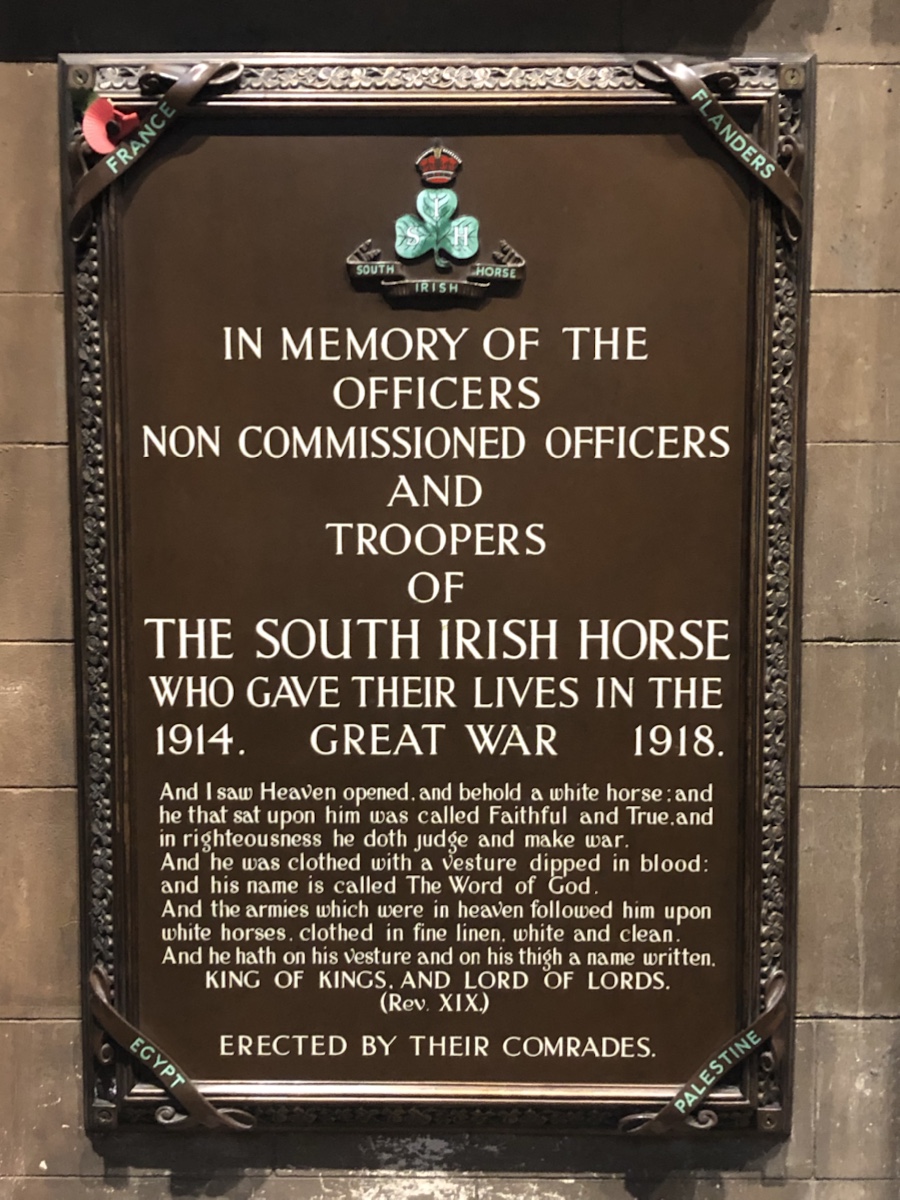 FRANCE
FLANDERS
I
S H
SOUTH HORSE
IRISH
IN MEMORY OF THE
OFFICERS
NON COMMISSIONED OFFICERS
AND
TROOPERS
OF
THE SOUTH IRISH HORSE
WHO GAVE THEIR LIVES IN THE
1914. GREAT WAR 1918.
And I saw Heaven opened, and behold a white horse; and
he that sat upon him was called Faithful and True, and
in righteousness he doth judge and make war.
And he was clothed with a vesture dipped in blood:
and his name is called The Word of God.
And the armies which were in heaven followed him upon
white horses, clothed in fine linen, white and clean.
And he hath on his vesture and on his thigh a name written,
KING OF KINGS, AND LORD OF LORDS.
(Rev. XIX.)
ERECTED BY THEIR COMRADES.
EGYPT
PALESTINE